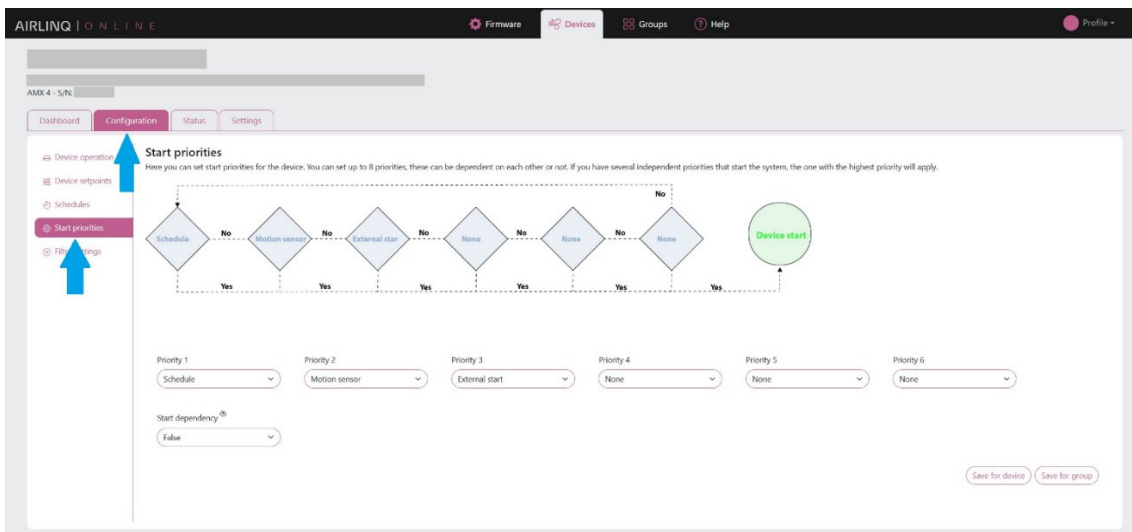 AIRLINQ | ONLINE
Firmware
Devices
Groups
Help
Profile
AMX 4 - S/N:
Dashboard
Configuration
Status
Settings
Device operation
Device setpoints
Schedules
Start priorities
Start priorities
Here you can set start priorities for the device. You can set up to 8 priorities, these can be dependent on each other or not. If you have several independent priorities that start the system, the one with the highest priority will apply.
No
Schedule
No
Motion sensor
No
External star
No
None
No
None
No
None
Device start
Yes
Yes
Yes
Yes
Yes
Yes
Priority 1
Priority 2
Priority 3
Priority 4
Priority 5
Priority 6
Schedule
Motion sensor
External start
None
None
None
Start dependency
False
Save for device
Save for group